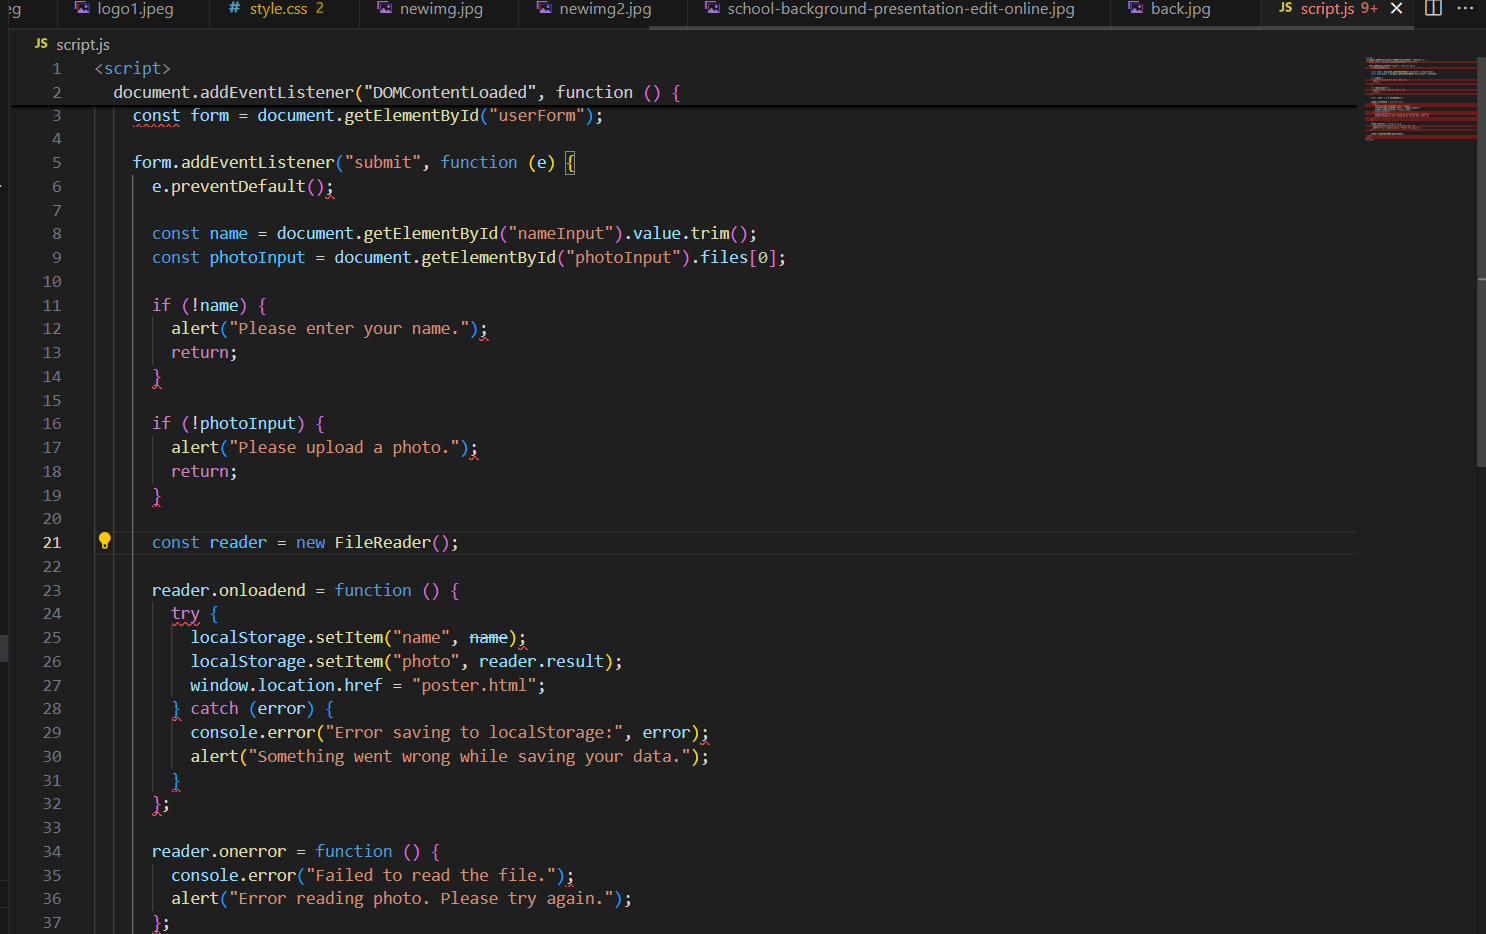 eg logo1.jpeg # style.css 2 newimg.jpg newimg2.jpg school-background-presentation-edit-online.jpg back.jpg JS script.js 9+
JS script.js
1 <script>
2 document.addEventListener("DOMContentLoaded", function () {
3 const form = document.getElementById("userForm");
4
5 form.addEventListener("submit", function (e) {
6 e.preventDefault();
7
8 const name = document.getElementById("nameInput").value.trim();
9 const photoInput = document.getElementById("photoInput").files[0];
10
11 if (!name) {
12 alert("Please enter your name.");
13 return;
14 }
15
16 if (!photoInput) {
17 alert("Please upload a photo.");
18 return;
19 }
20
21 const reader = new FileReader();
22
23 reader.onloadend = function () {
24 try {
25 localStorage.setItem("name", name);
26 localStorage.setItem("photo", reader.result);
27 window.location.href = "poster.html";
28 } catch (error) {
29 console.error("Error saving to localStorage:", error);
30 alert("Something went wrong while saving your data.");
31 }
32 };
33
34 reader.onerror = function () {
35 console.error("Failed to read the file.");
36 alert("Error reading photo. Please try again.");
37 };